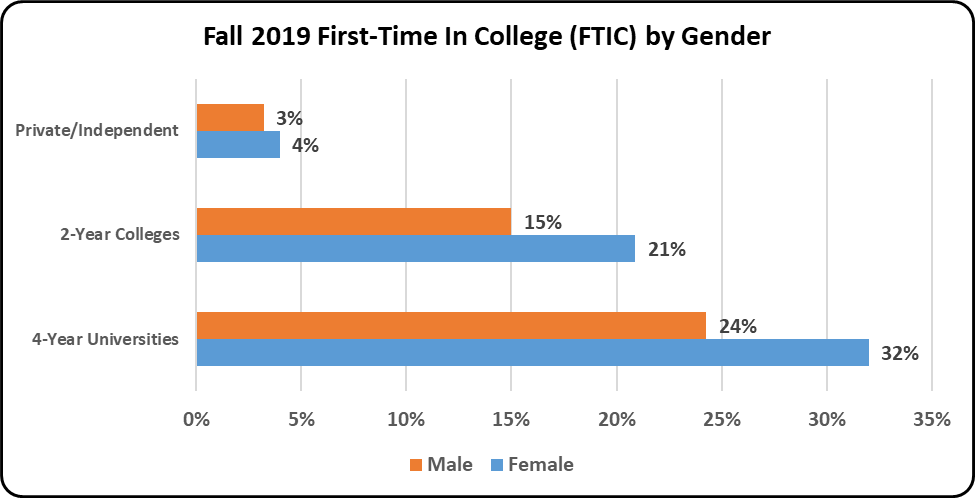 Fall 2019 First-Time In College (FTIC) by Gender
Private/Independent
3%
4%
2-Year Colleges
15%
21%
4-Year Universities
24%
32%
0% 5% 10% 15% 20% 25% 30% 35%
Male Female